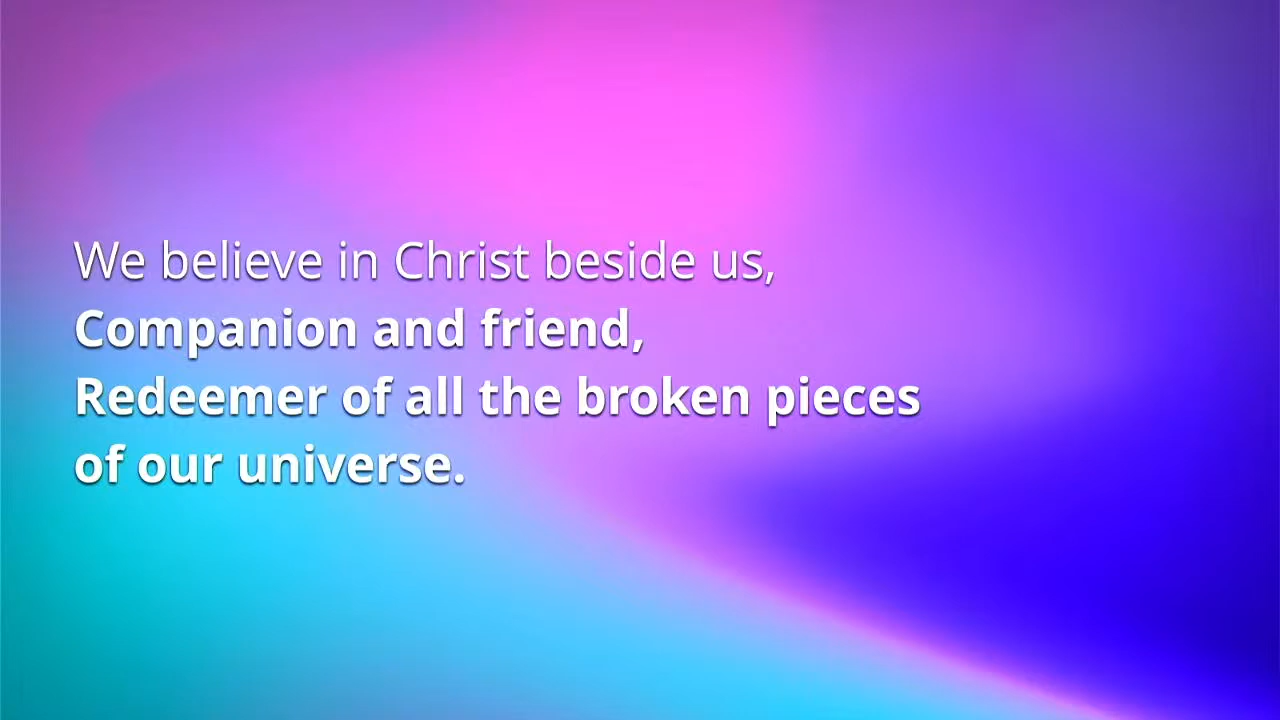 We believe in Christ beside us,
Companion and friend,
Redeemer of all the broken pieces
of our universe.